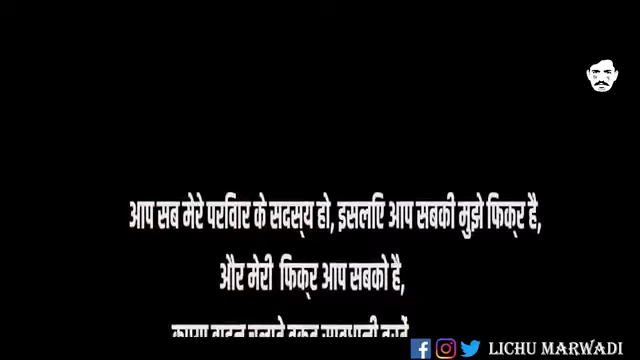 आप सब मेरे परिवार के सदस्य हो, इसलिए आप सबकी मुझे फिक्र है,
और मेरी फिक्र आप सबको है,
LICHU MARWADI